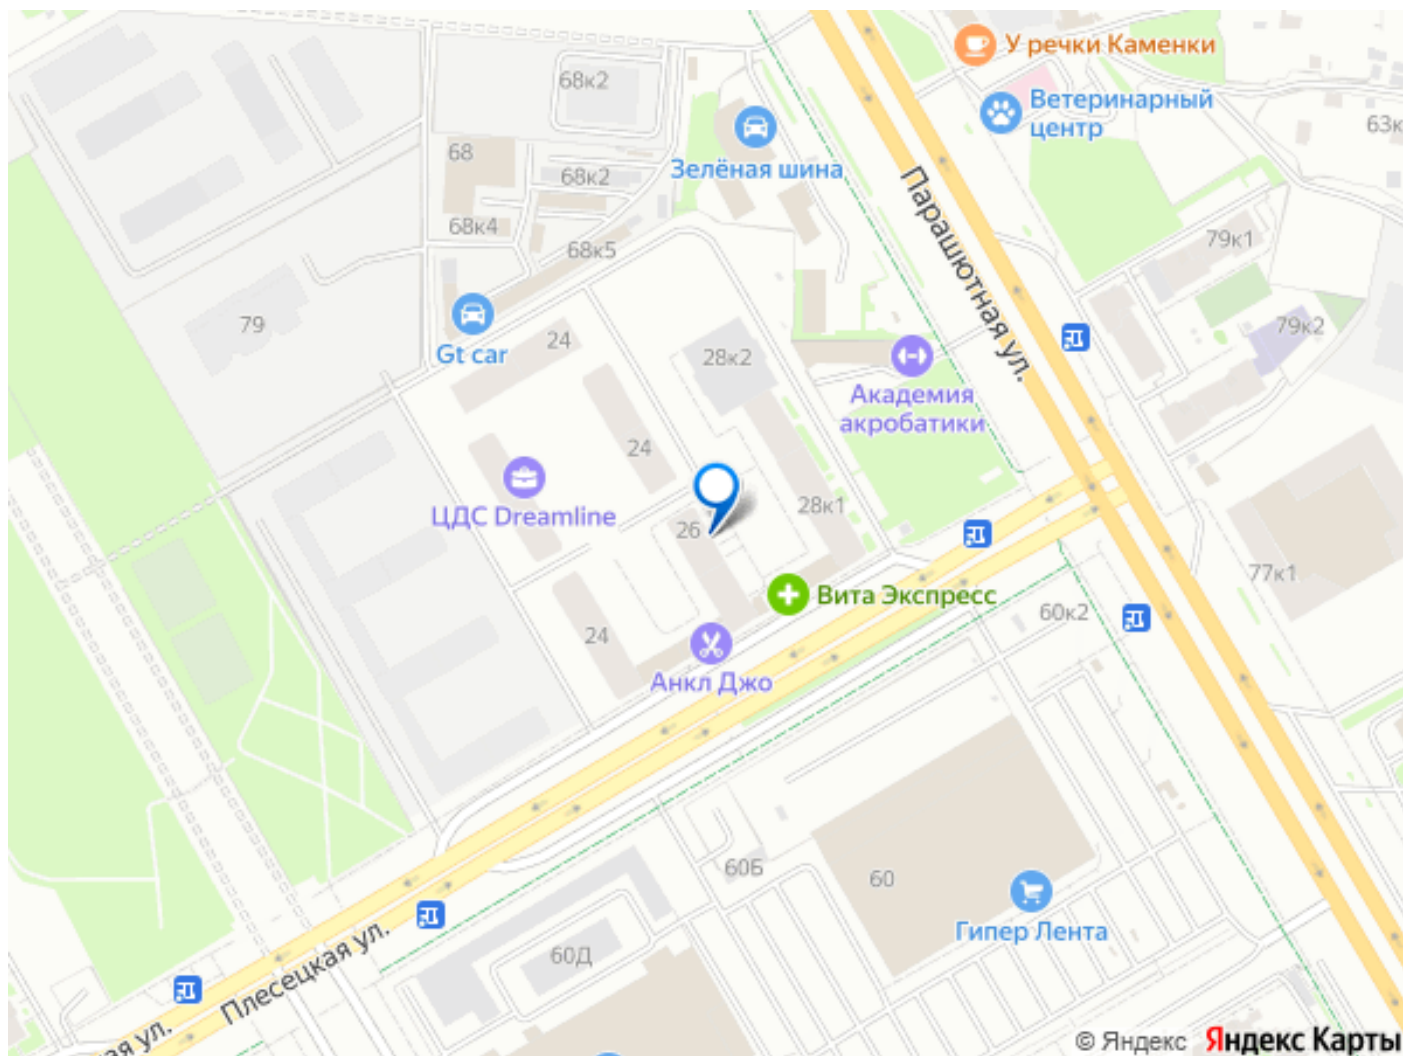 У речки Каменки
68к2
Ветеринарный
центр
63к
68
Зелёная шина
68к2
Парашютная ул.
68к4
79к1
68к5
79
79к2
Gt car
24
28к2
Академия
акробатики
24
ЦДС Dreamline
28к1
26
77к1
Вита Экспресс
60к2
24
Анкл Джо
60Б
60
Гипер Лента
60Д
Плесецкая ул.
ая ул.
© Яндекс Яндекс Карты